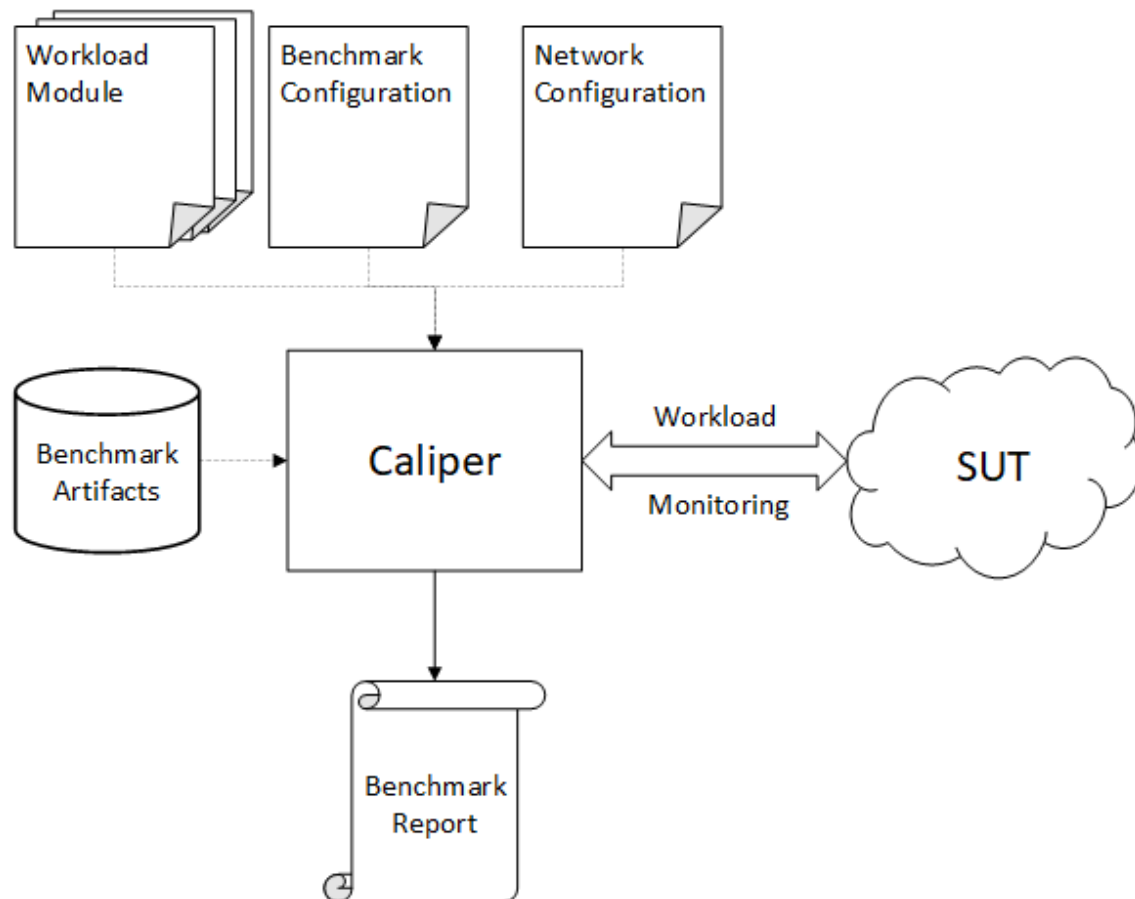 Workload
Module
Benchmark
Configuration
Network
Configuration
Benchmark
Artifacts
Caliper
Workload
Monitoring
SUT
Benchmark
Report